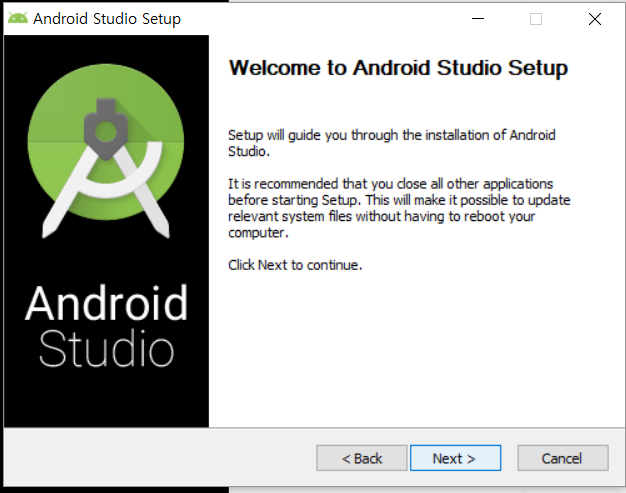 Android Studio Setup
Welcome to Android Studio Setup
Setup will guide you through the installation of Android
Studio.
It is recommended that you close all other applications
before starting Setup. This will make it possible to update
relevant system files without having to reboot your
computer.
Click Next to continue.
Android
Studio
< Back
Next >
Cancel